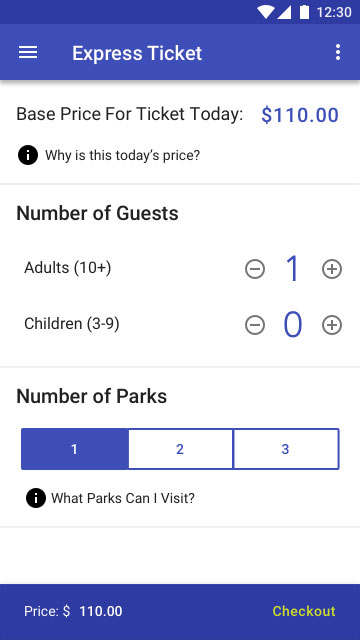 12:30
Express Ticket
Base Price For Ticket Today: $110.00
Why is this today's price?
Number of Guests
Adults (10+) 1
Children (3-9) 0
Number of Parks
1 2 3
What Parks Can I Visit?
Price: $ 110.00 Checkout